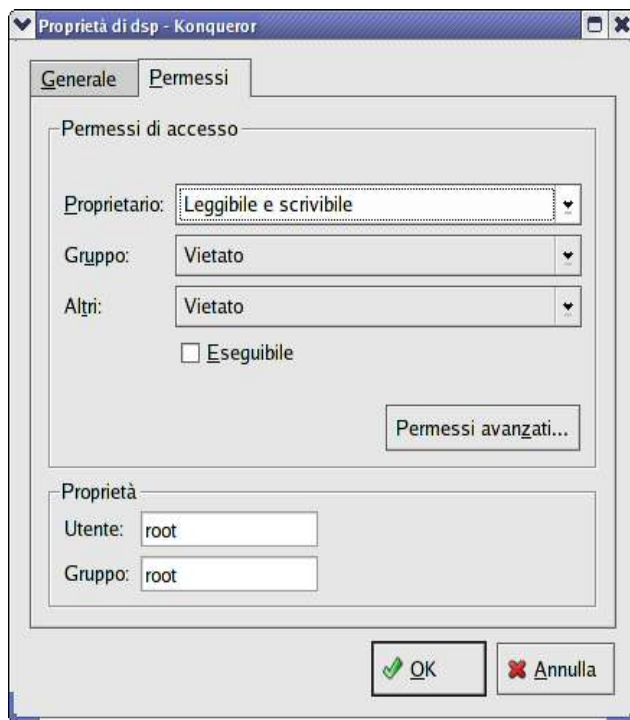 Proprietà di dsp - Konqueror
Generale
Permessi
Permessi di accesso
Proprietario: Leggibile e scrivibile
Gruppo: Vietato
Altri: Vietato
Eseguibile
Permessi avanzati...
Proprietà
Utente: root
Gruppo: root
OK
Annulla